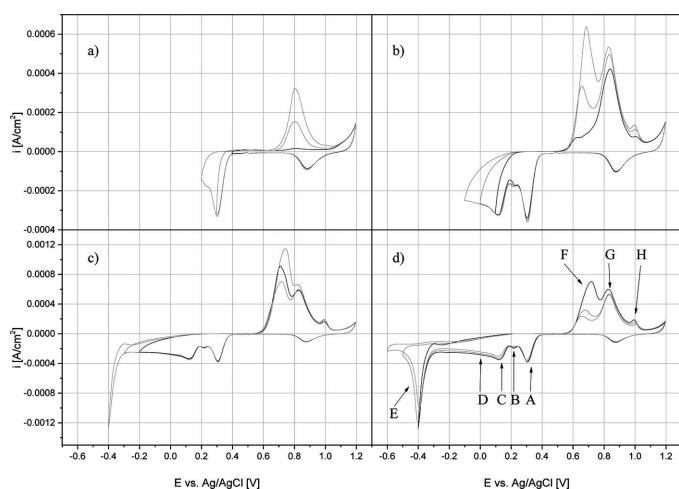 a)
b)
0.0006
0.0004
0.0002
0.0000
-0.0002
-0.0004
i [A/cm²]
i [A/cm²]
c)
d)
F
G
H
E
D
C
B
A
0.0012
0.0008
0.0004
0.0000
-0.0004
-0.0008
-0.0012
i [A/cm²]
i [A/cm²]
-0.6 -0.4 -0.2 0.0 0.2 0.4 0.6 0.8 1.0 1.2
-0.6 -0.4 -0.2 0.0 0.2 0.4 0.6 0.8 1.0 1.2
E vs. Ag/AgCl [V]
E vs. Ag/AgCl [V]